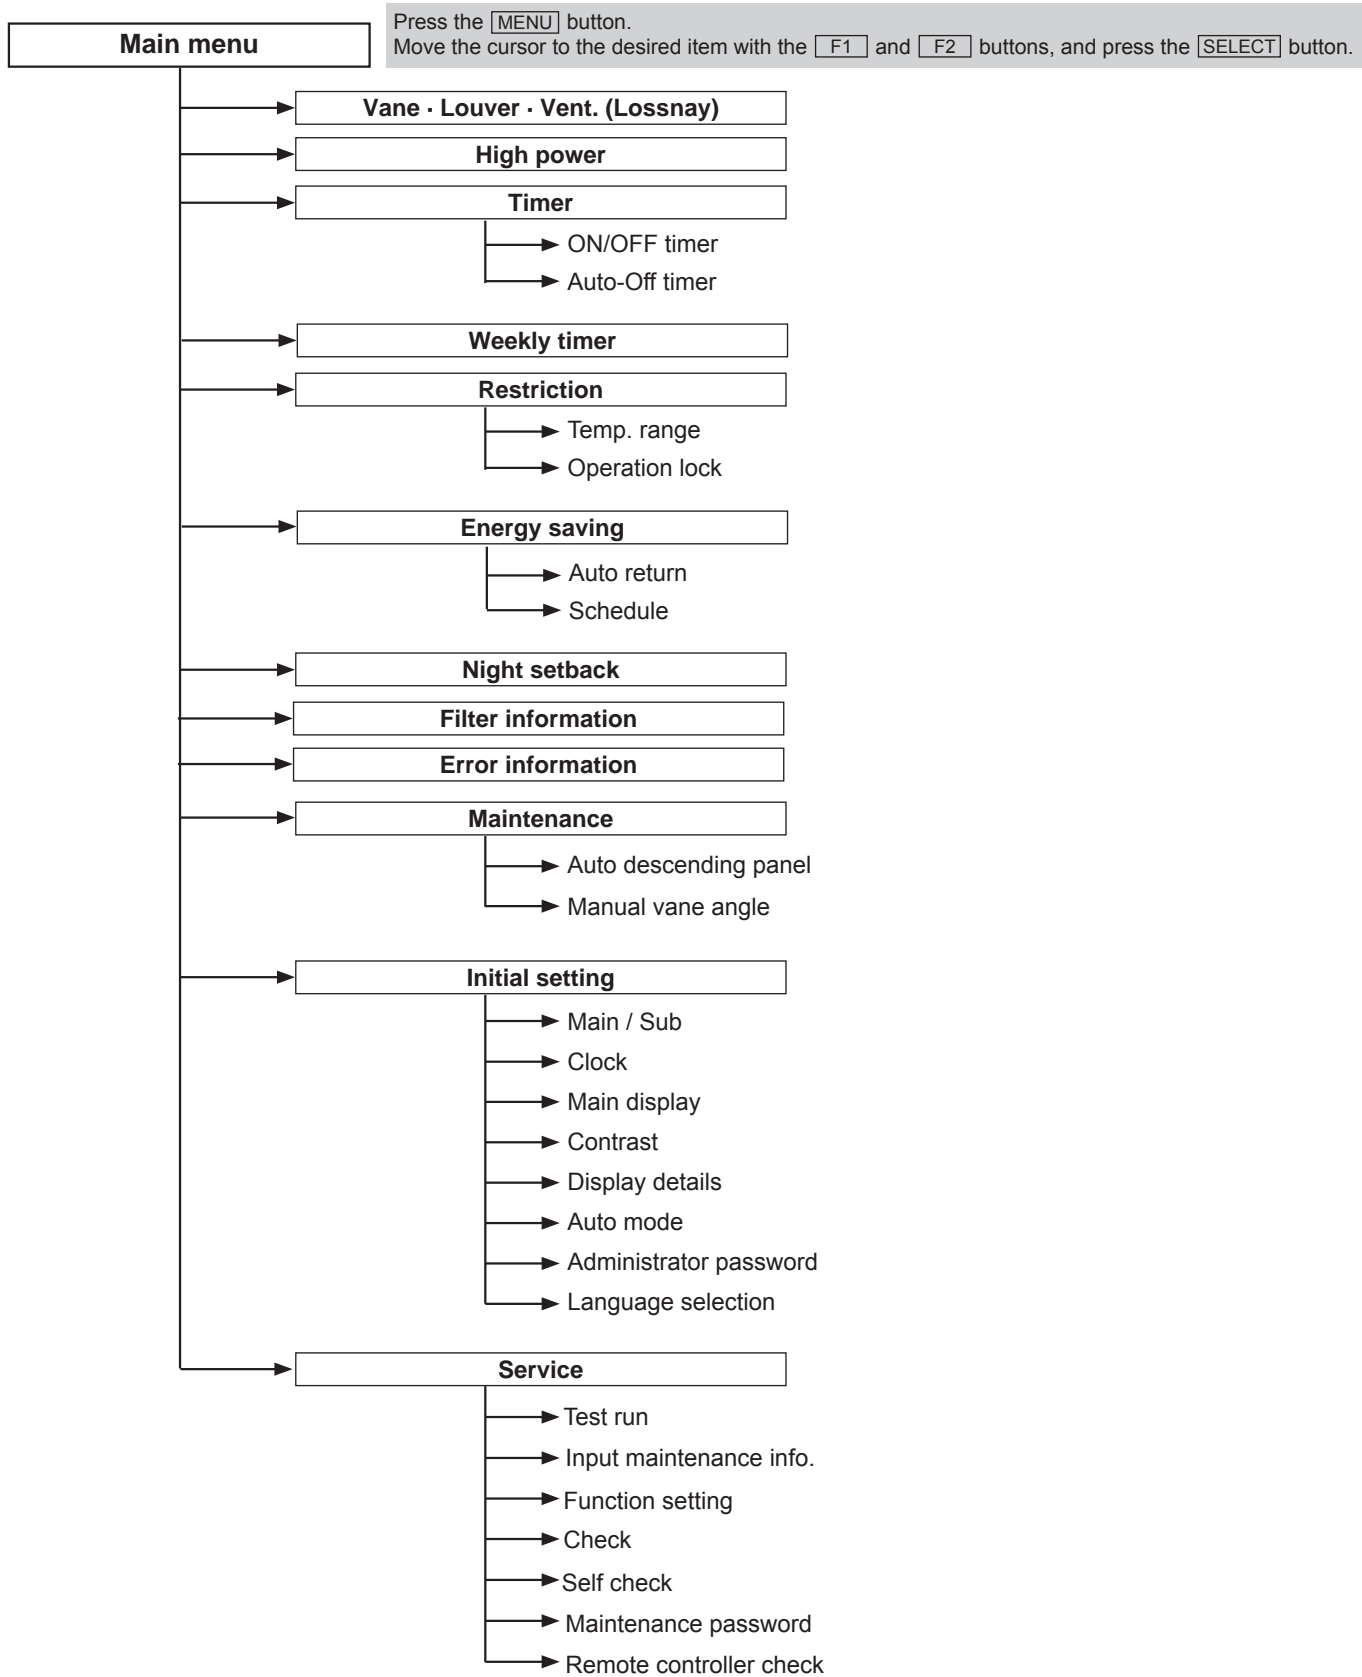 Main menu
Press the MENU button.
Move the cursor to the desired item with the F1 and F2 buttons, and press the SELECT button.
Vane · Louver · Vent. (Lossnay)
High power
Timer
ON/OFF timer
Auto-Off timer
Weekly timer
Restriction
Temp. range
Operation lock
Energy saving
Auto return
Schedule
Night setback
Filter information
Error information
Maintenance
Auto descending panel
Manual vane angle
Initial setting
Main / Sub
Clock
Main display
Contrast
Display details
Auto mode
Administrator password
Language selection
Service
Test run
Input maintenance info.
Function setting
Check
Self check
Maintenance password
Remote controller check